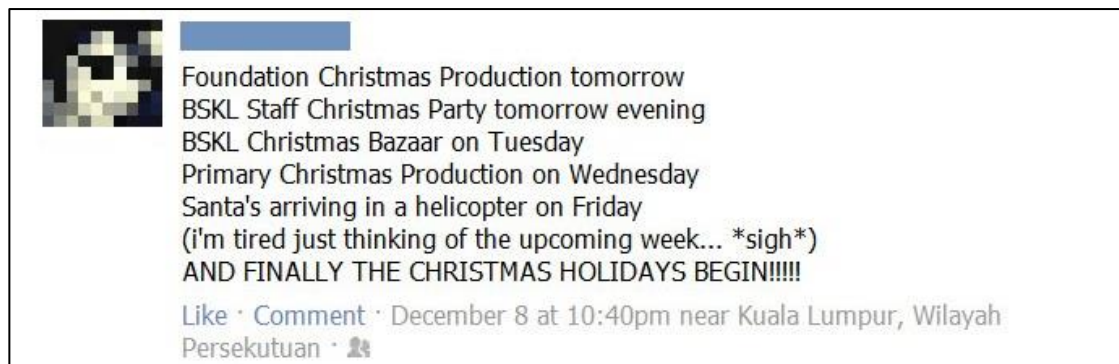 Foundation Christmas Production tomorrow
BSKL Staff Christmas Party tomorrow evening
BSKL Christmas Bazaar on Tuesday
Primary Christmas Production on Wednesday
Santa's arriving in a helicopter on Friday
(i'm tired just thinking of the upcoming week... *sigh*)
AND FINALLY THE CHRISTMAS HOLIDAYS BEGIN!!!!!
Like · Comment · December 8 at 10:40pm near Kuala Lumpur, Wilayah
Persekutuan ·